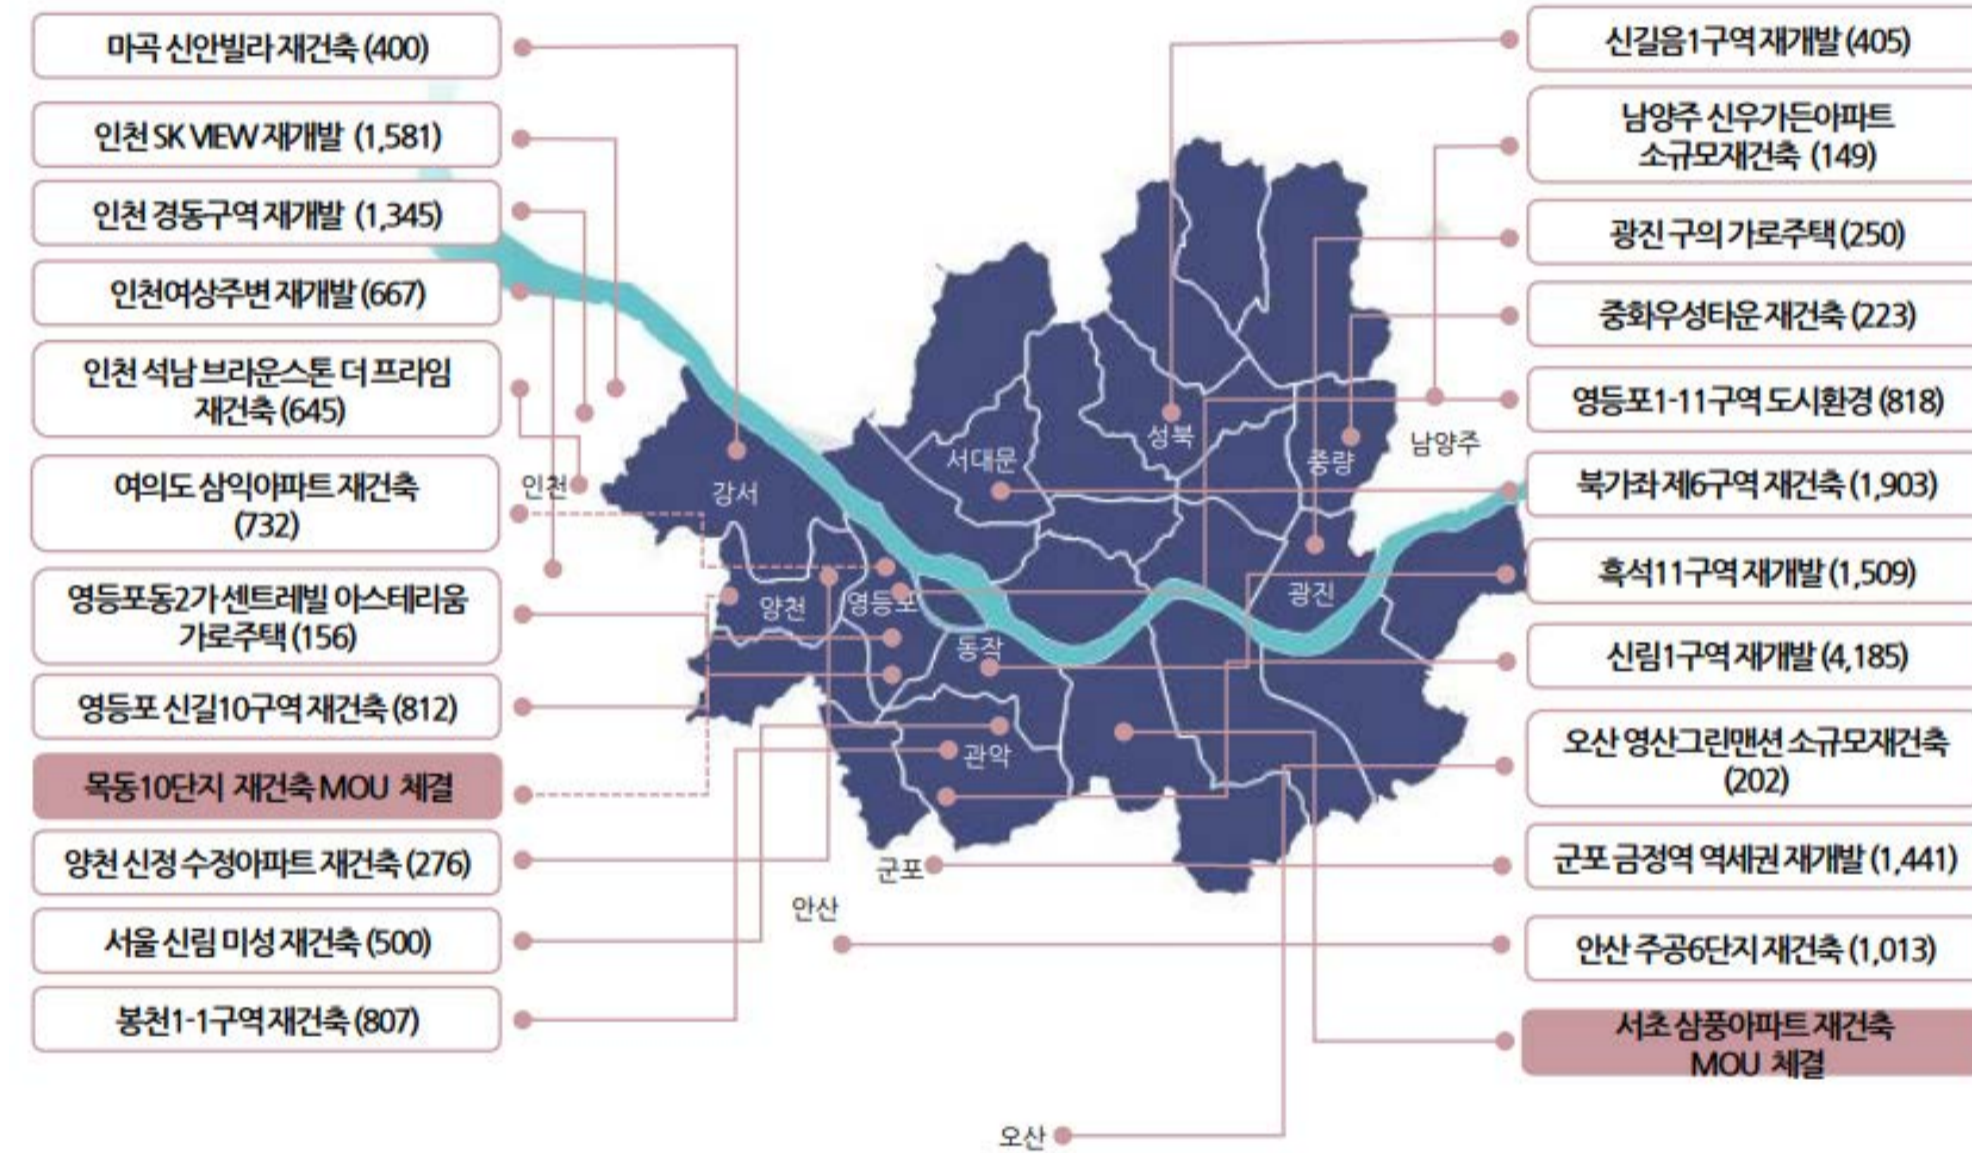 마곡 신안빌라 재건축 (400)
인천 SK VIEW 재개발 (1,581)
인천 경동구역 재개발 (1,345)
인천여상주변 재개발 (667)
인천 석남 브라운스톤 더 프라임
재건축 (645)
여의도 삼익아파트 재건축
(732)
영등포동2가 센트레빌 아스테리움
가로주택 (156)
영등포 신길10구역 재건축 (812)
목동10단지 재건축 MOU 체결
양천 신정 수정아파트 재건축 (276)
서울 신림 미성 재건축 (500)
봉천1-1구역 재건축 (807)
성북
서대문
중랑
남양주
인천
강서
양천
영등포
광진
동작
관악
군포
안산
오산
신길음1구역 재개발 (405)
남양주 신우가든아파트
소규모재건축 (149)
광진 구의 가로주택 (250)
중화우성타운 재건축 (223)
영등포1-11구역 도시환경 (818)
북가좌 제6구역 재건축 (1,903)
흑석11구역 재개발 (1,509)
신림1구역 재개발 (4,185)
오산 영산그린맨션 소규모재건축
(202)
군포 금정역 역세권 재개발 (1,441)
안산 주공6단지 재건축 (1,013)
서초 삼풍아파트 재건축
MOU 체결